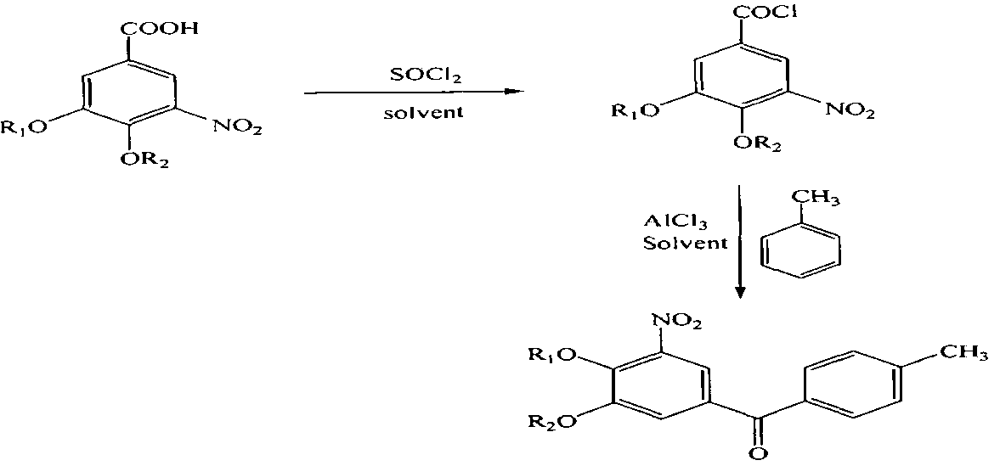 COOH
R₁O
NO₂
OR₂
SOCl₂
solvent
COCl
R₁O
NO₂
OR₂
AlCl₃
Solvent
CH₃
NO₂
R₁O
R₂O
CH₃
O